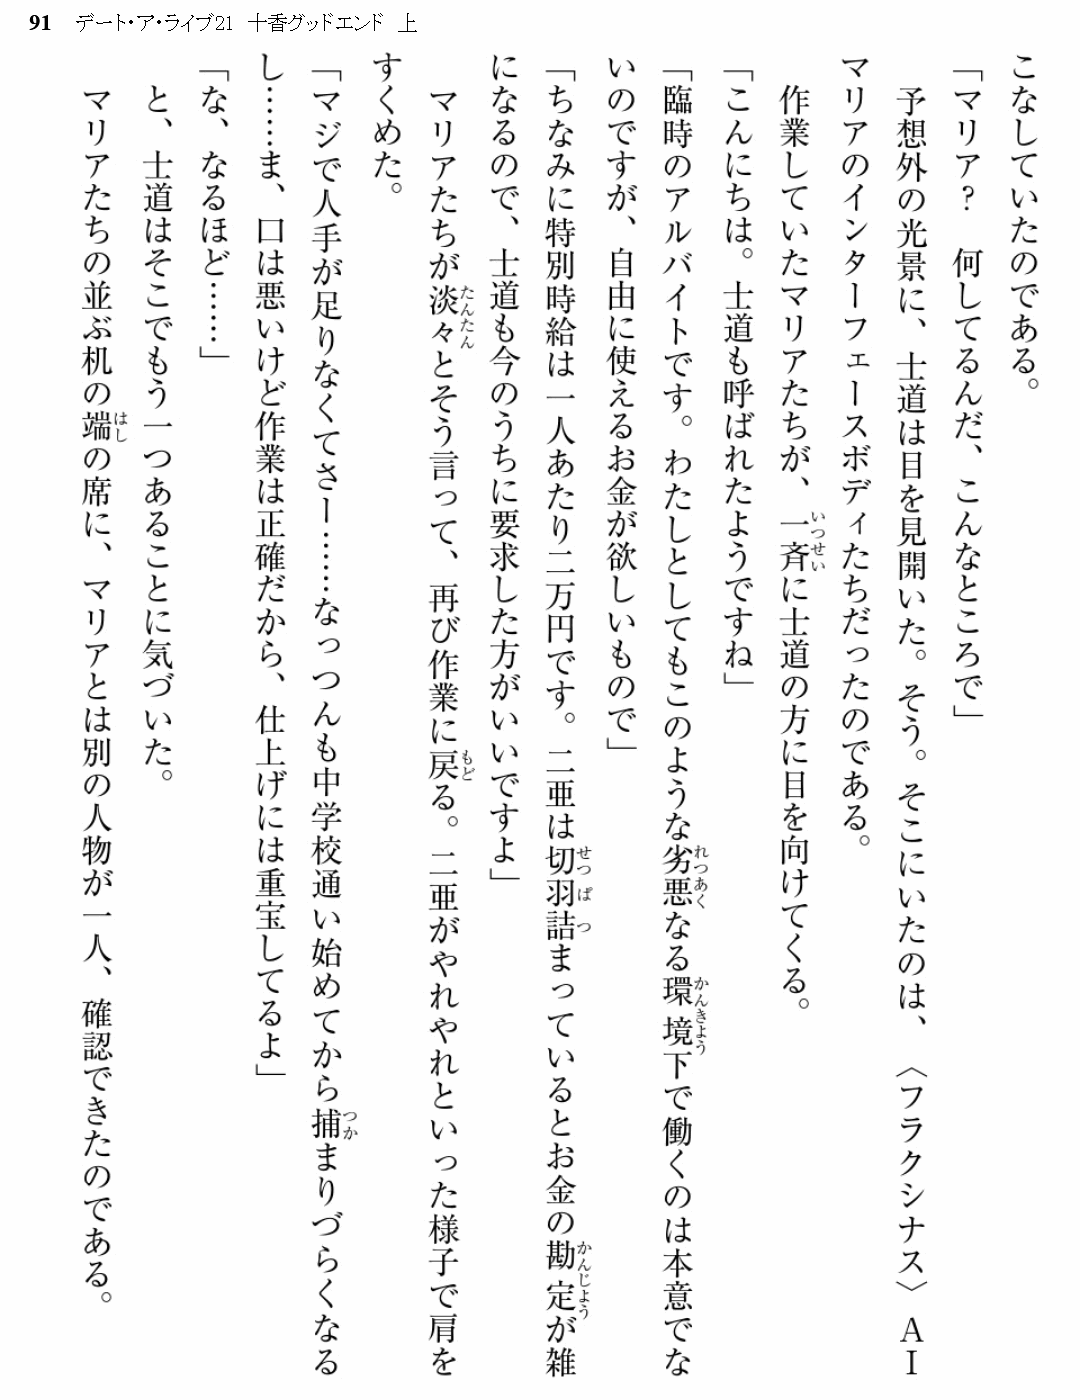 91 デート・ア・ライブ21 十香グッドエンド 上
こなしていたのである。
「マリア？ 何してるんだ、こんなところで」
予想外の光景に、士道は目を見開いた。そう。そこにいたのは、〈フラクシナス〉ＡＩ
マリアのインターフェースボディたちだったのである。
作業していたマリアたちが、一斉に士道の方に目を向けてくる。
「こんにちは。士道も呼ばれたようですね」
「臨時のアルバイトです。わたしとしてもこのような劣悪なる環境下で働くのは本意でな
いのですが、自由に使えるお金が欲しいもので」
「ちなみに特別時給は一人あたり二万円です。二亜は切羽詰まっているとお金の勘定が雑
になるので、士道も今のうちに要求した方がいいですよ」
マリアたちが淡々とそう言って、再び作業に戻る。二亜がやれやれといった様子で肩を
すくめた。
「マジで人手が足りなくてさー……なっつんも中学校通い始めてから捕まりづらくなる
し……ま、口は悪いけど作業は正確だから、仕上げには重宝してるよ」
「な、なるほど……」
と、士道はそこでもう一つあることに気づいた。
マリアたちの並ぶ机の端の席に、マリアとは別の人物が一人、確認できたのである。